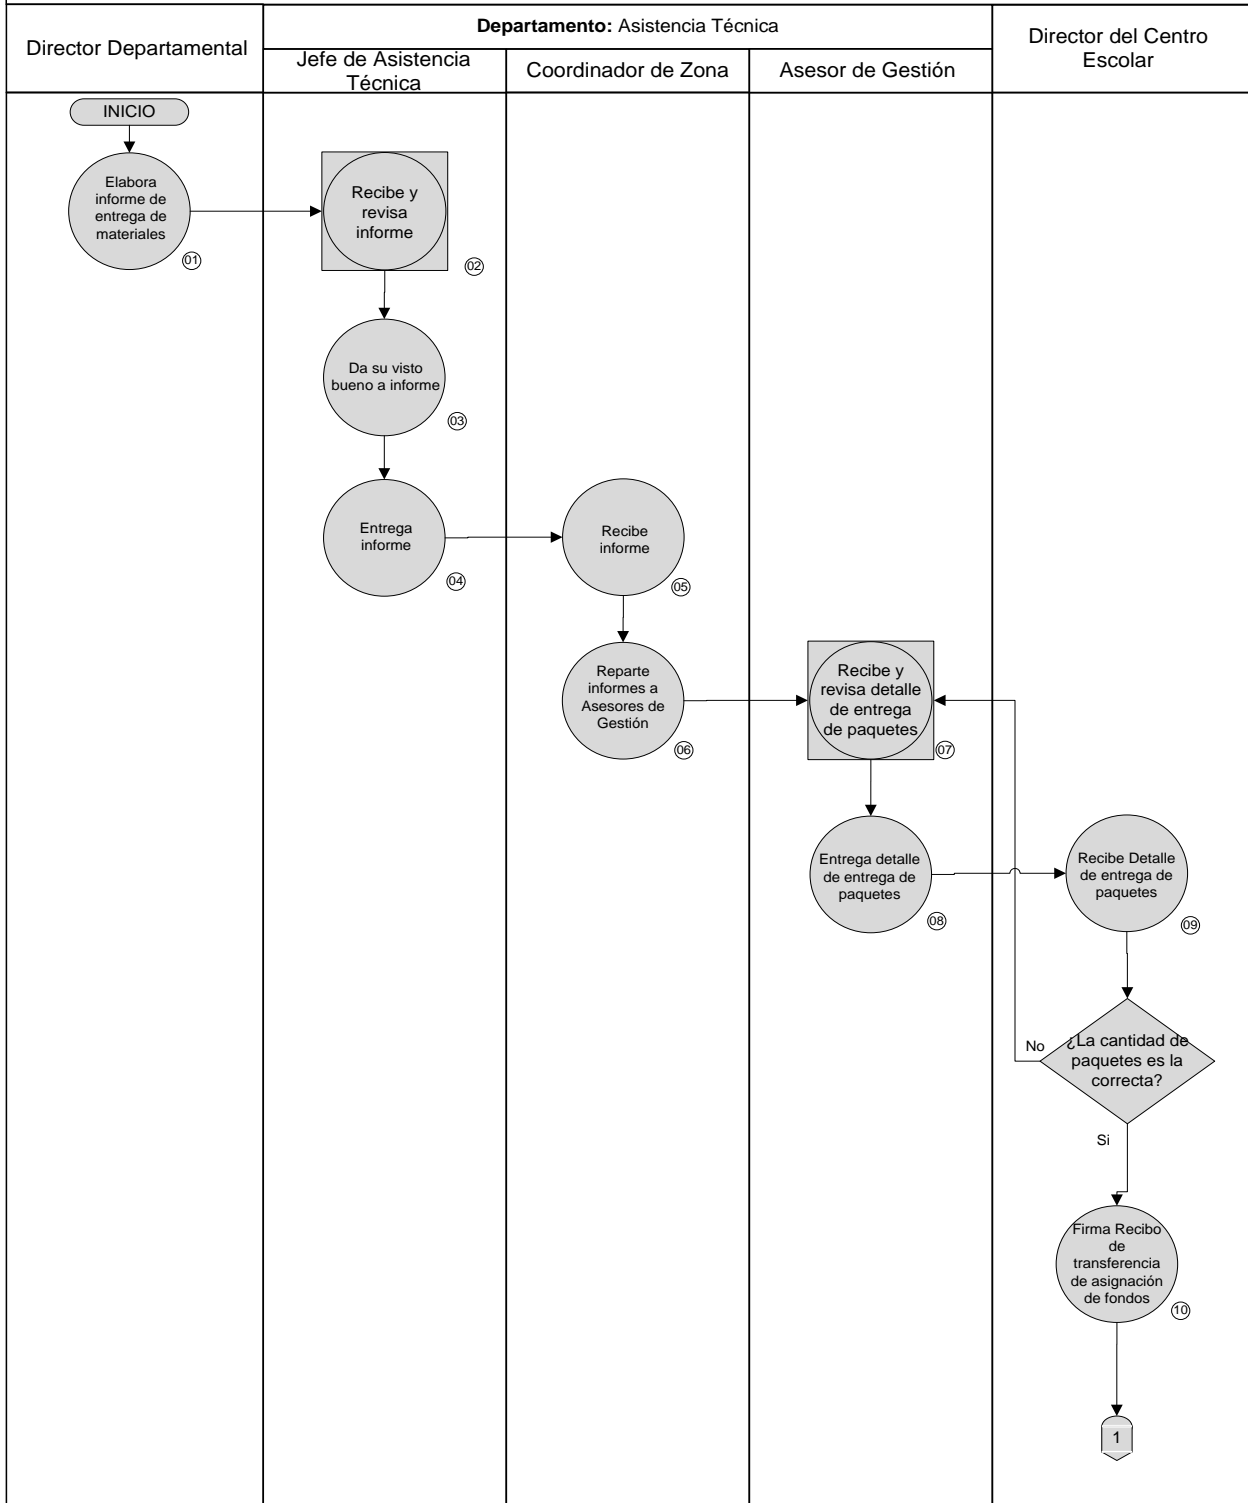 Director Departamental
Departamento: Asistencia Técnica
Director del Centro
Escolar
Jefe de Asistencia
Técnica
Coordinador de Zona
Asesor de Gestión
INICIO
Elabora
informe de
entrega de
materiales
01
Recibe y
revisa
informe
02
Da su visto
bueno a informe
03
Entrega
informe
04
Recibe
informe
05
Reparte
informes a
Asesores de
Gestión
06
Recibe y
revisa detalle
de entrega
de paquetes
07
Entrega detalle
de entrega de
paquetes
08
Recibe Detalle
de entrega de
paquetes
09
No
¿La cantidad de
paquetes es la
correcta?
Si
Firma Recibo
de
transferencia
de asignación
de fondos
10
1